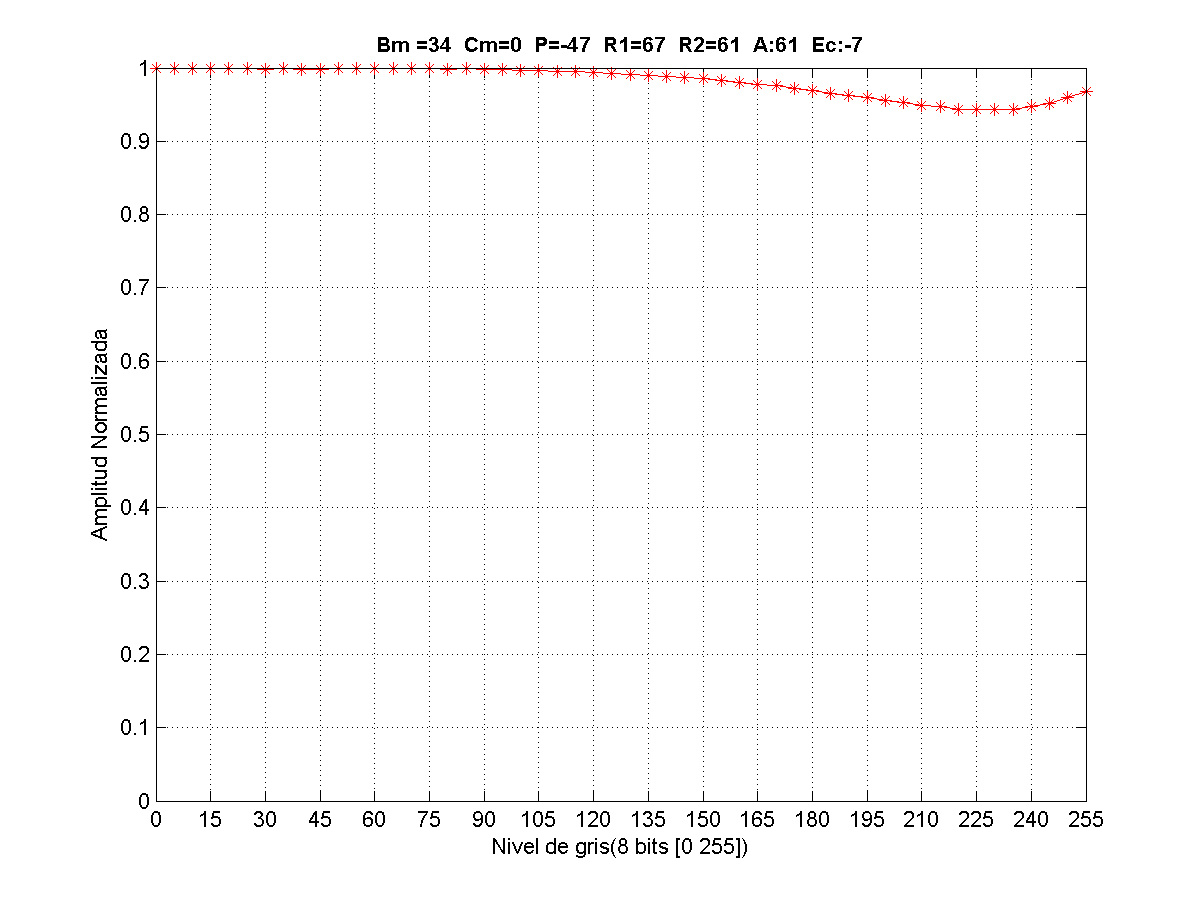 Bm =34 Cm=0 P=-47 R1=67 R2=61 A:61 Ec:-7
1
0.9
0.8
0.7
0.6
0.5
0.4
0.3
0.2
0.1
0
Amplitud Normalizada
0 15 30 45 60 75 90 105 120 135 150 165 180 195 210 225 240 255
Nivel de gris(8 bits [0 255])